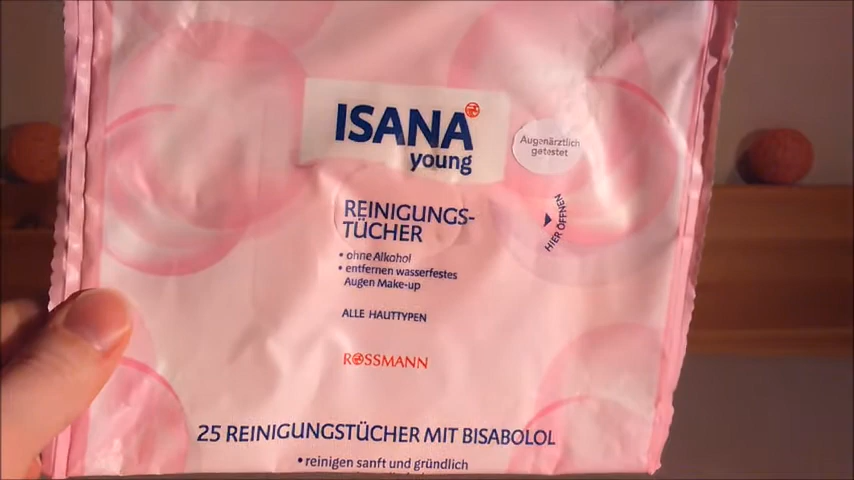 ISANA
young
Augenärztlich
getestet
HIER ÖFFNEN
REINIGUNGS-
TÜCHER
• ohne Alkohol
• entfernen wasserfestes
Augen Make-up
ALLE HAUTTYPEN
ROSSMANN
25 REINIGUNGSTÜCHER MIT BISABOLOL
• reinigen sanft und gründlich